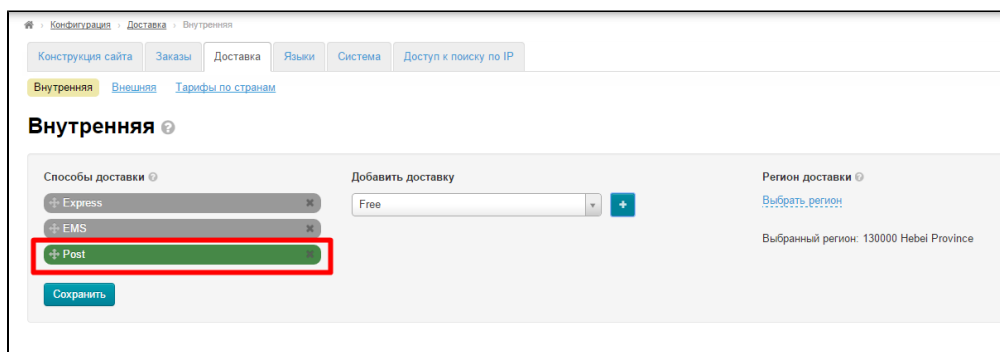 Конфигурация › Доставка › Внутренняя
Конструкция сайта Заказы Доставка Языки Система Доступ к поиску по IP
Внутренняя Внешняя Тарифы по странам
Внутренняя
Способы доставки Добавить доставку Регион доставки
Express Free + Выбрать регион
EMS
Выбранный регион: 130000 Hebei Province
Post
Сохранить